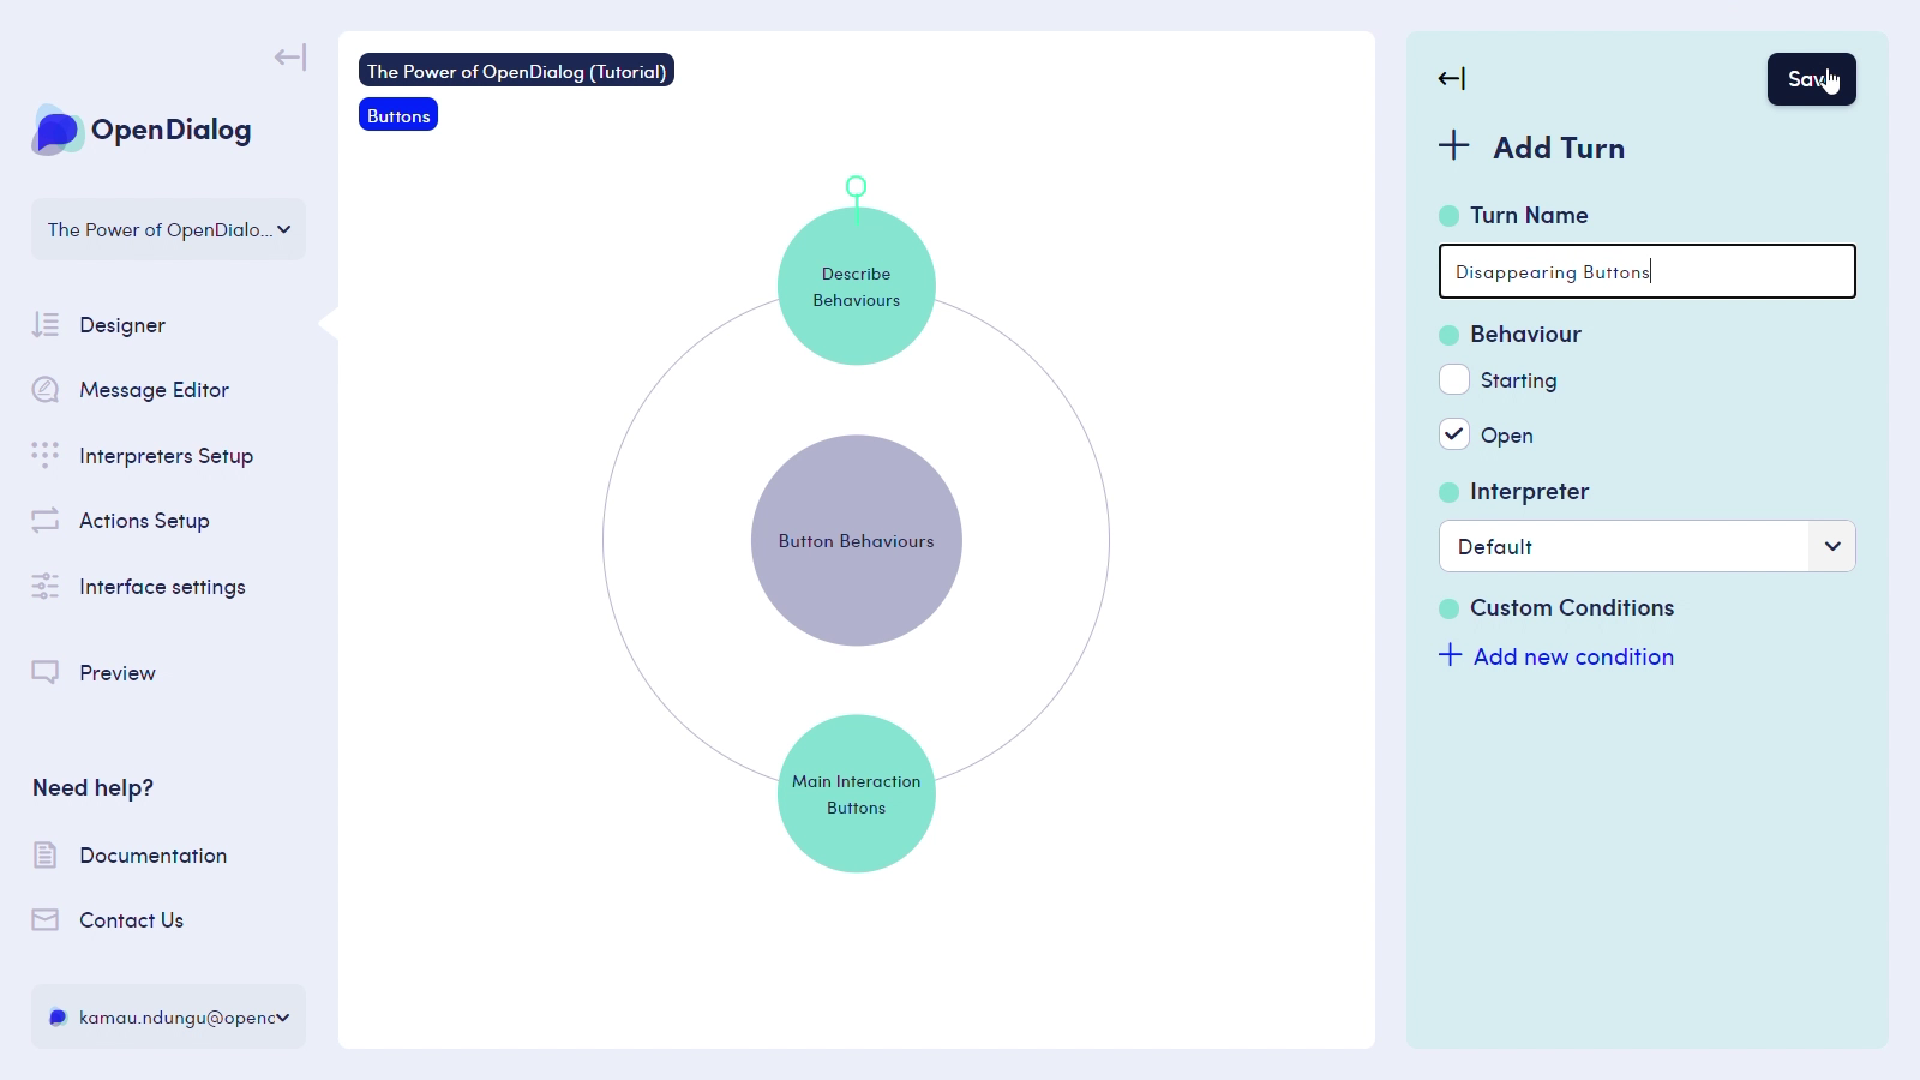 OpenDialog
The Power of OpenDialo...
Designer
Message Editor
Interpreters Setup
Actions Setup
Interface settings
Preview
Need help?
Documentation
Contact Us
kamau.ndungu@openc
The Power of OpenDialog (Tutorial)
Buttons
Describe
Behaviours
Button Behaviours
Main Interaction
Buttons
Sav
Add Turn
Turn Name
Disappearing Buttons
Behaviour
Starting
Open
Interpreter
Default
Custom Conditions
Add new condition